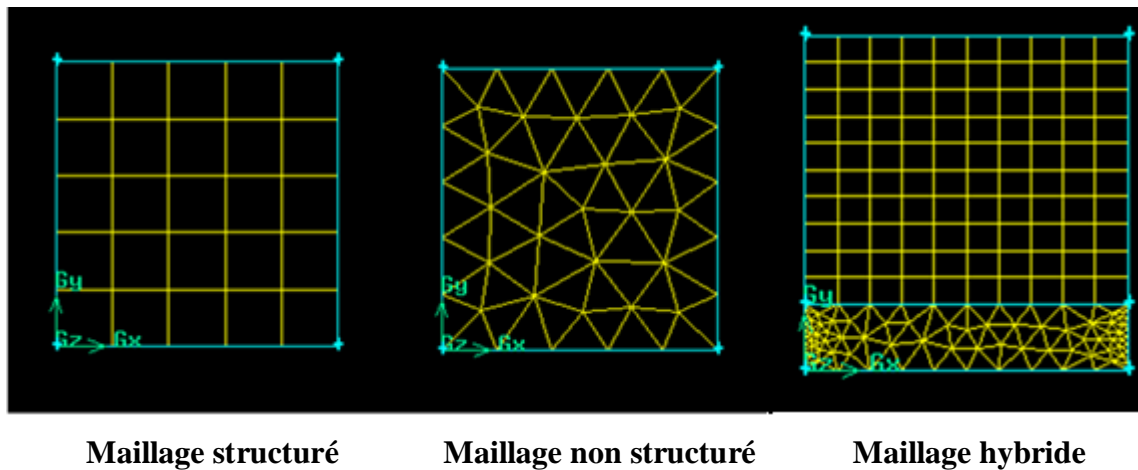 Gy
Gz Gx
Gy
Gz Gx
Gy
Gx
Maillage structuré
Maillage non structuré
Maillage hybride